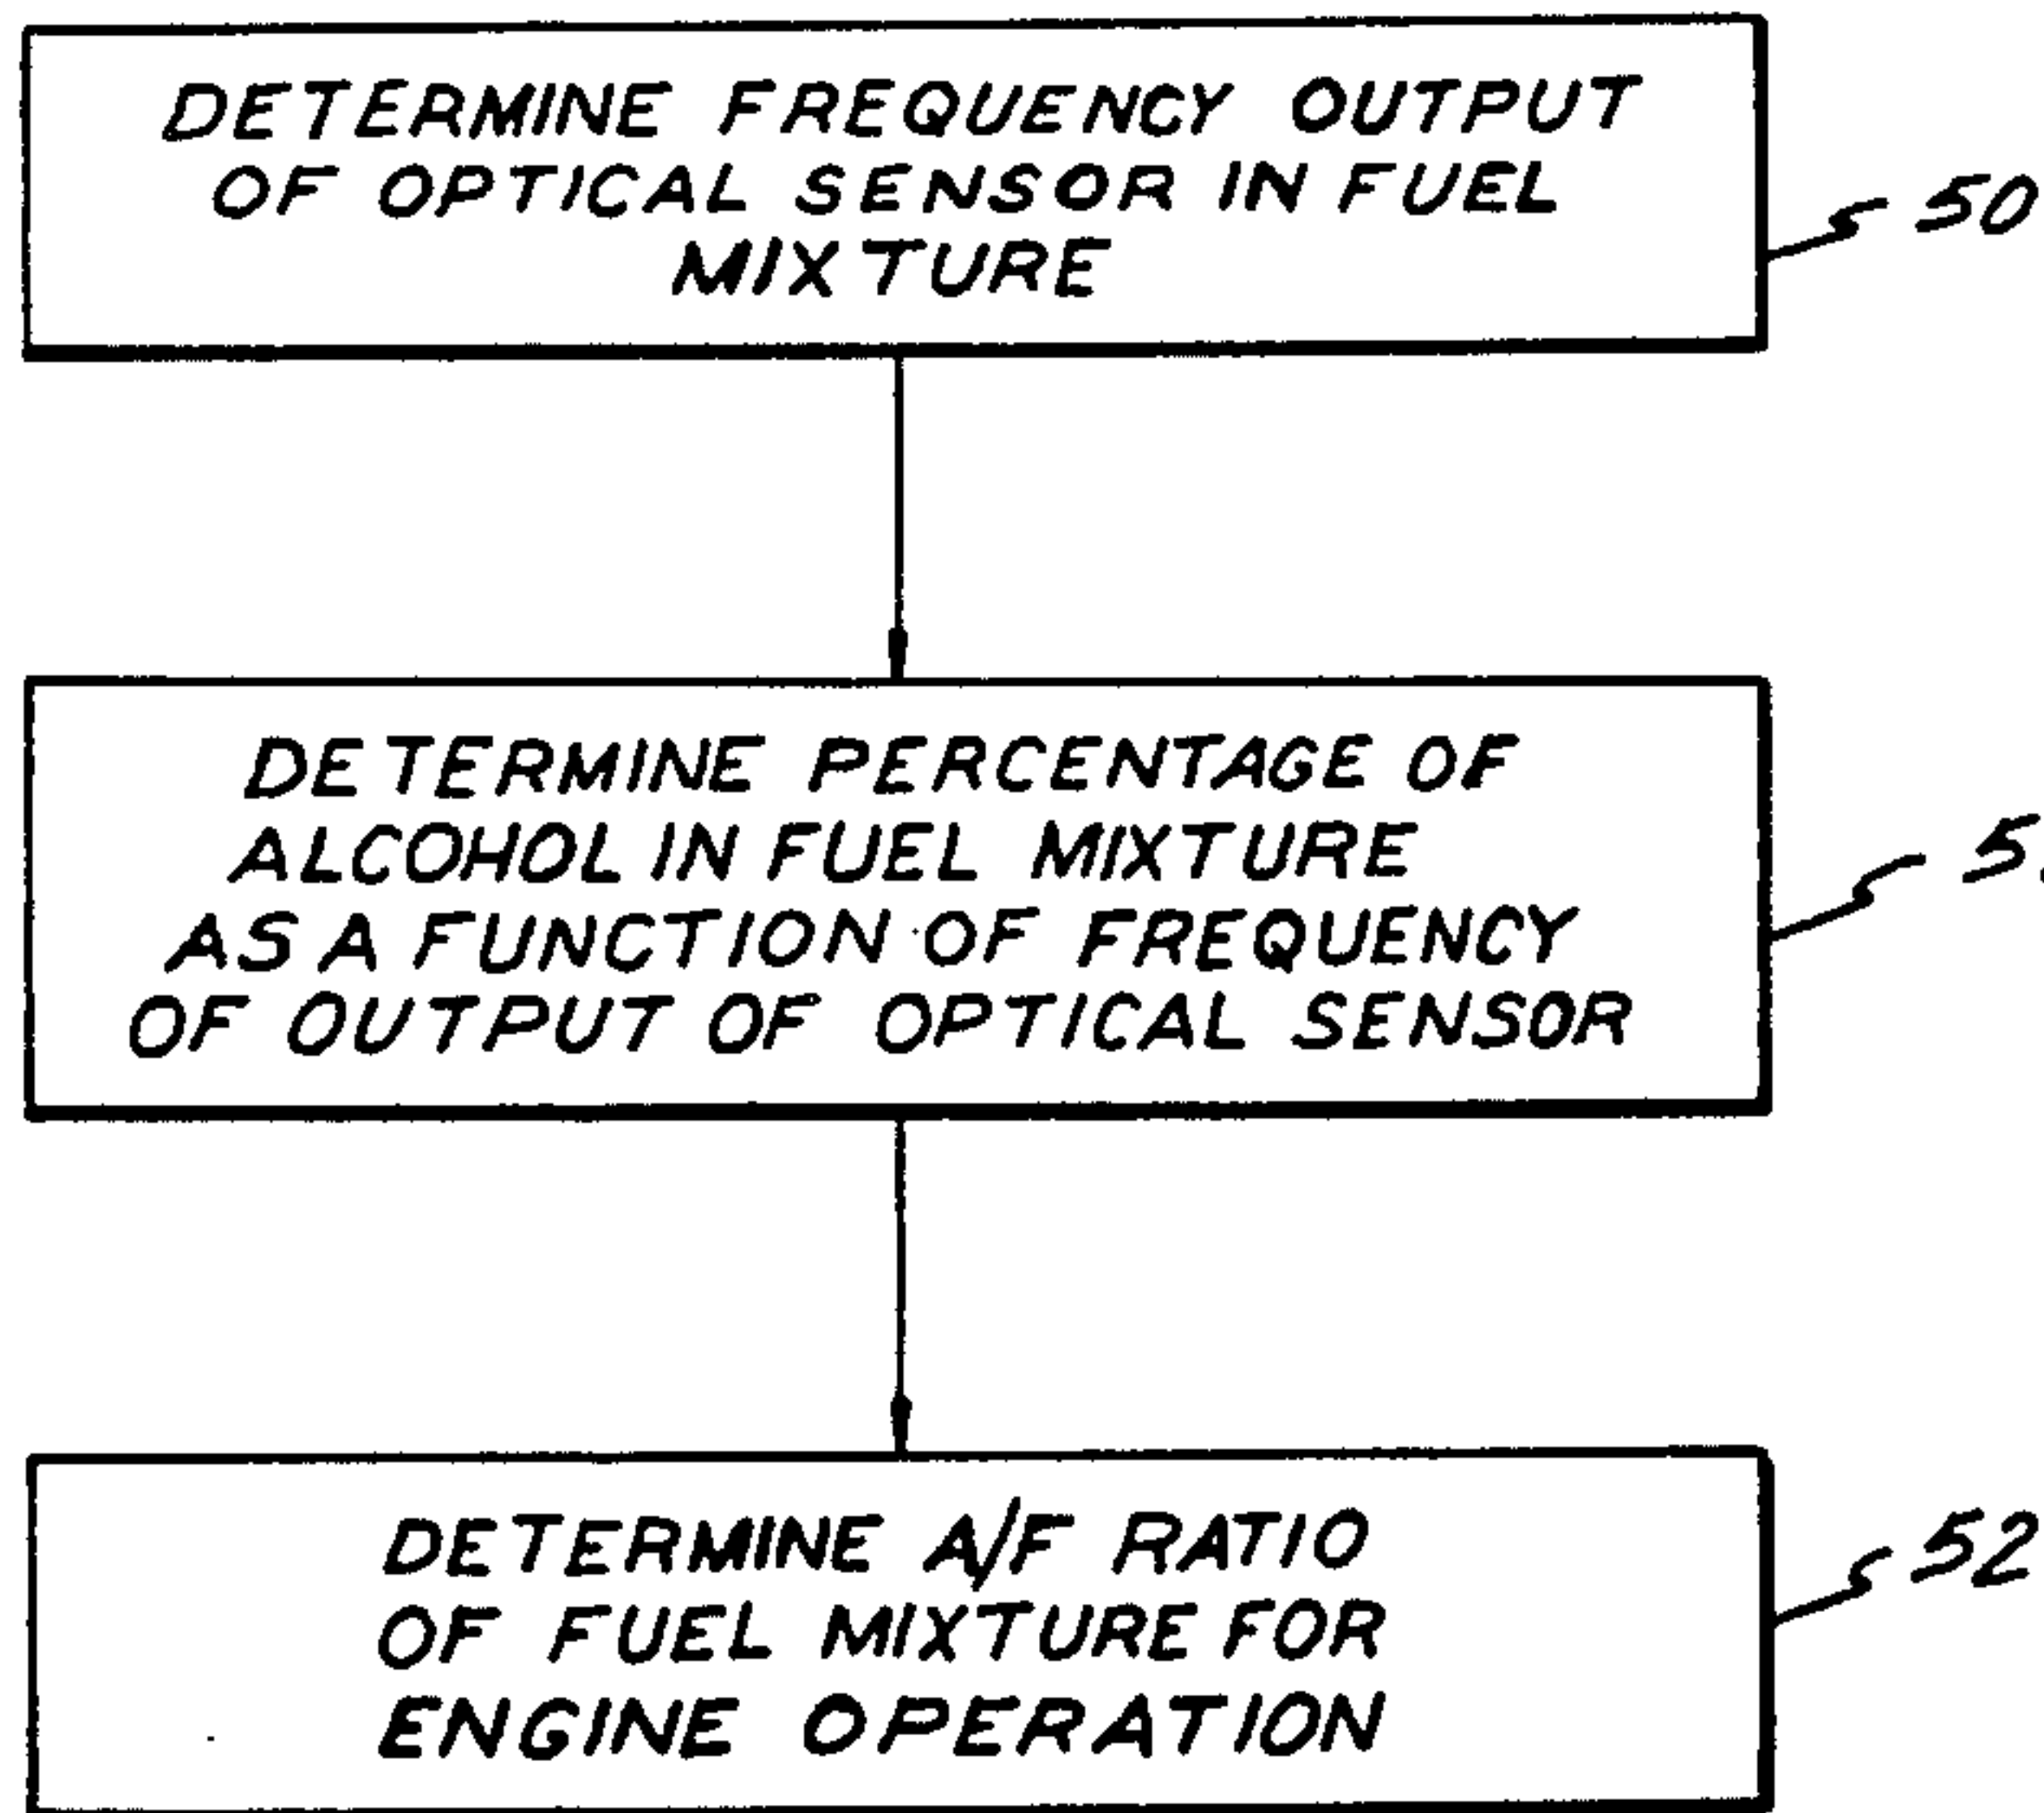 DETERMINE FREQUENCY OUTPUT
OF OPTICAL SENSOR IN FUEL
MIXTURE
50
DETERMINE PERCENTAGE OF
ALCOHOL IN FUEL MIXTURE
AS A FUNCTION OF FREQUENCY
OF OUTPUT OF OPTICAL SENSOR
DETERMINE A/F RATIO
OF FUEL MIXTURE FOR
ENGINE OPERATION
52